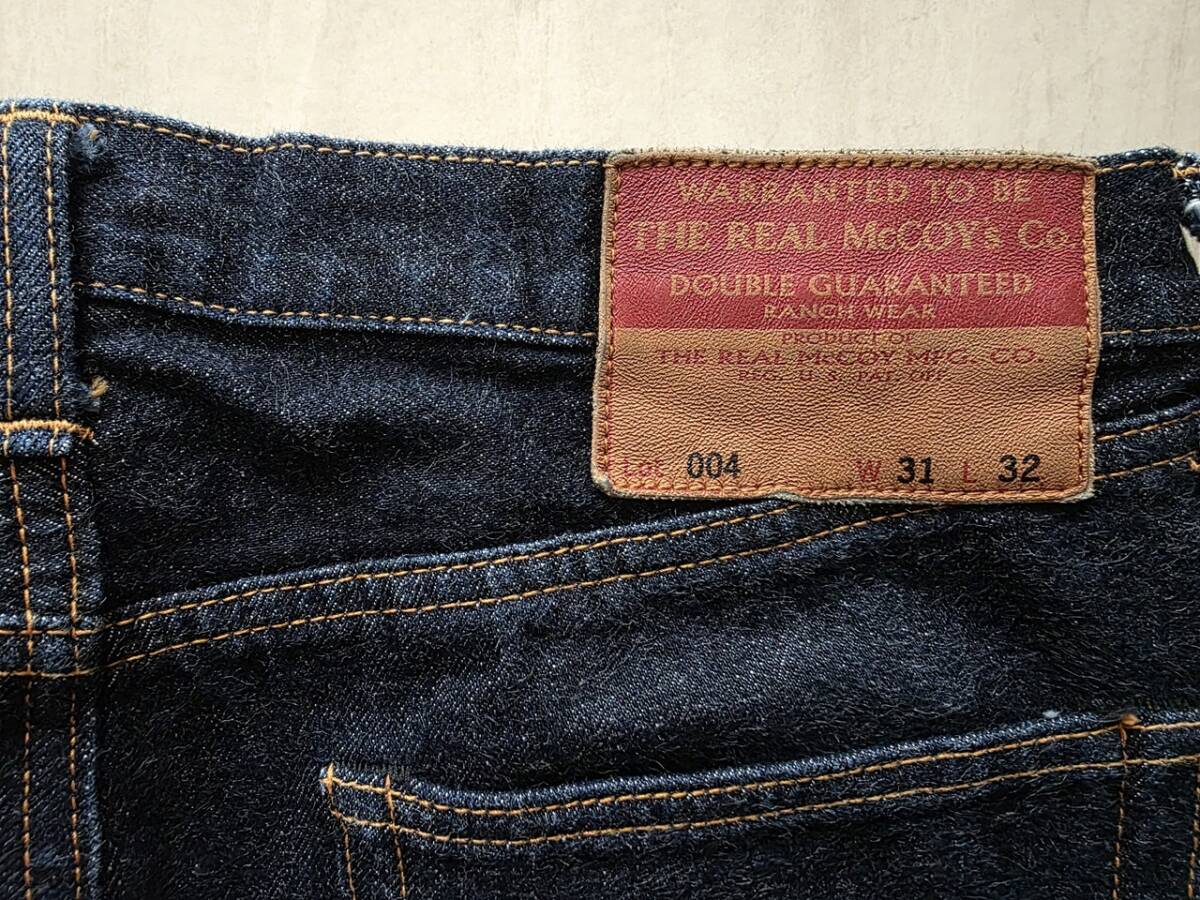 WARRANTED TO BE
THE REAL McCOY's Co
DOUBLE GUARANTEED
RANCH WEAR
PRODUCT OF
THE REAL McCOY MFG. CO.
REG. U. S. PAT. OFF
Lot 004 W 31 L 32